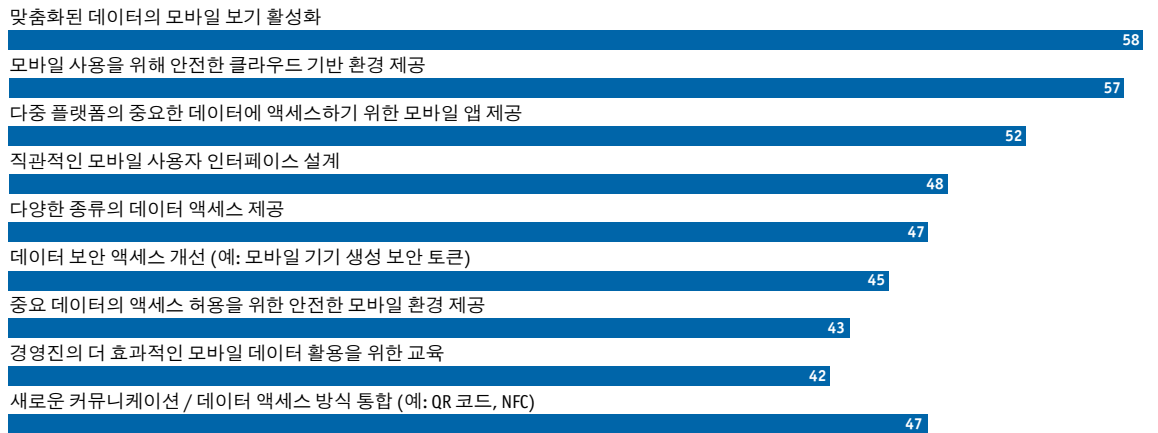 맞춤화된 데이터의 모바일 보기 활성화
58
모바일 사용을 위해 안전한 클라우드 기반 환경 제공
57
다중 플랫폼의 중요한 데이터에 액세스하기 위한 모바일 앱 제공
52
직관적인 모바일 사용자 인터페이스 설계
48
다양한 종류의 데이터 액세스 제공
47
데이터 보안 액세스 개선 (예: 모바일 기기 생성 보안 토큰)
45
중요 데이터의 액세스 허용을 위한 안전한 모바일 환경 제공
43
경영진의 더 효과적인 모바일 데이터 활용을 위한 교육
42
새로운 커뮤니케이션 / 데이터 액세스 방식 통합 (예: QR 코드, NFC)
47